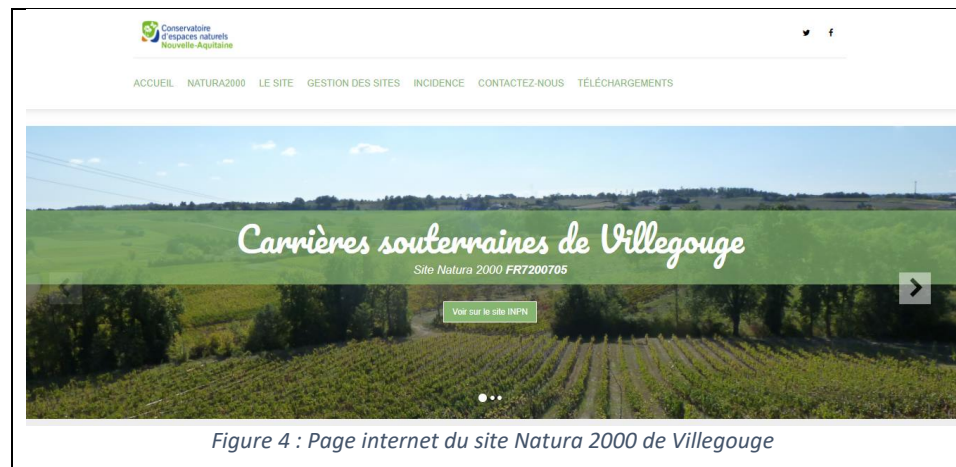 Conservatoire
d'espaces naturels
Nouvelle-Aquitaine
ACCUEIL NATURA2000 LE SITE GESTION DES SITES INCIDENCE CONTACTEZ-NOUS TÉLÉCHARGEMENTS
Carrières souterraines de Villegouge
Site Natura 2000 FR7200705
Voir sur le site INPN
Figure 4 : Page internet du site Natura 2000 de Villegouge